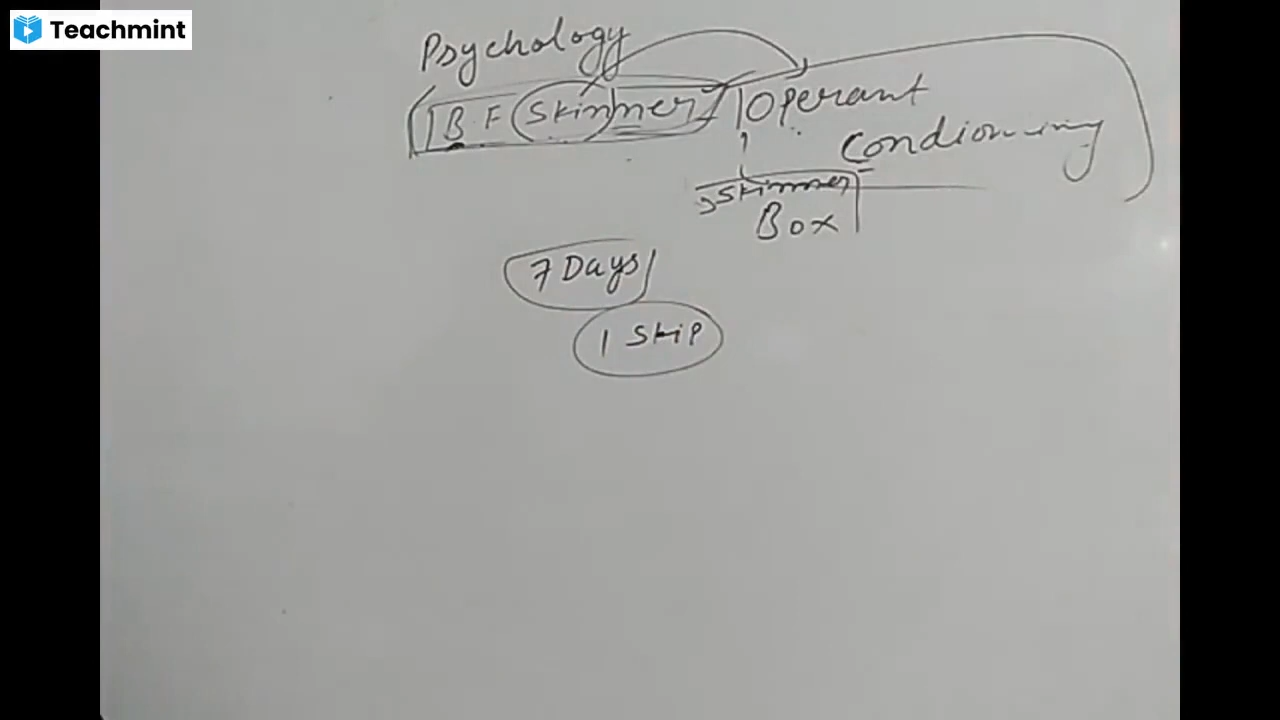 Teachmint
Psychology
B F Skinner Operant
Condioning
Skinner
Box
7 Days
1 Skip